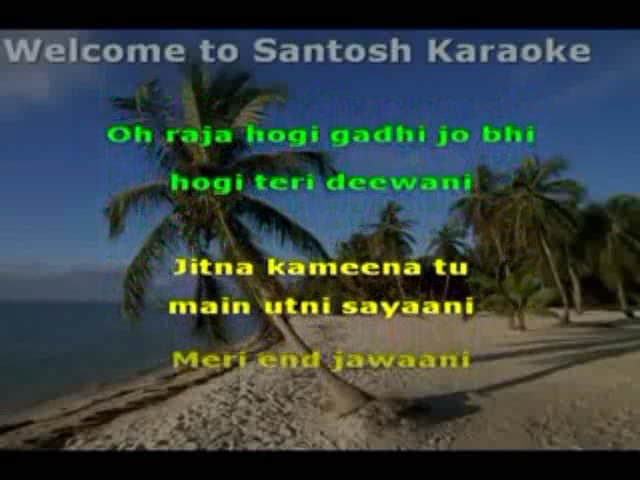 Welcome to Santosh Karaoke
Oh raja hogi gadhi jo bhi
hogi teri deewani
Jitna kameena tu
main utni sayaani
Meri end jawaani